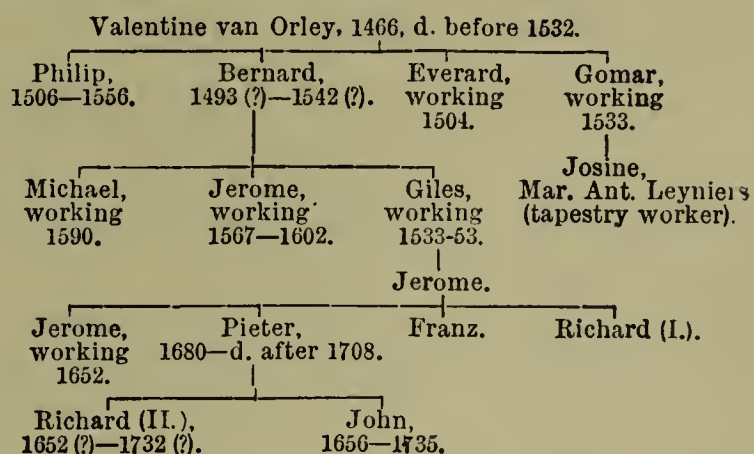 Valentine van Orley, 1466, d. before 1532.
Philip, Bernard, Everard, Gomar,
1506—1556. 1493 (?)—1542 (?). working working
1504. 1533.
Josine,
Michael, Jerome, Giles, Mar. Ant. Leyniers
working working working (tapestry worker).
1590. 1567—1602. 1533-53.
Jerome.
Jerome, Pieter, Franz. Richard (I.).
working 1680—d. after 1708.
1652.
Richard (II.), John,
1652 (?)—1732 (?). 1656—1735.